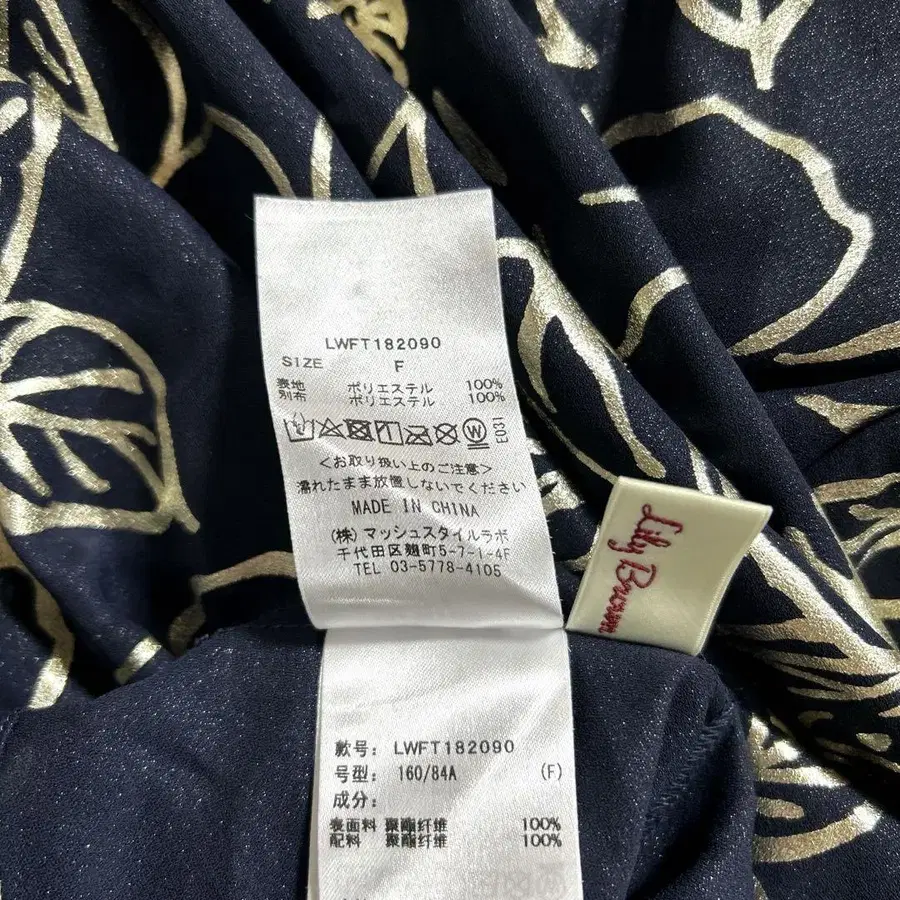 LWFT182090
SIZE F
表地 ポリエステル 100%
別布 ポリエステル 100%
W E031
<お取り扱い上のご注意>
濡れたまま放置しないでください
MADE IN CHINA
(株) マッシュスタイルラボ
千代田区麹町5-7-1-4F
TEL 03-5778-4105
Lily Brown
款号: LWFT182090
号型: 160/84A (F)
成分:
表面料 聚酯纤维 100%
配料 聚酯纤维 100%